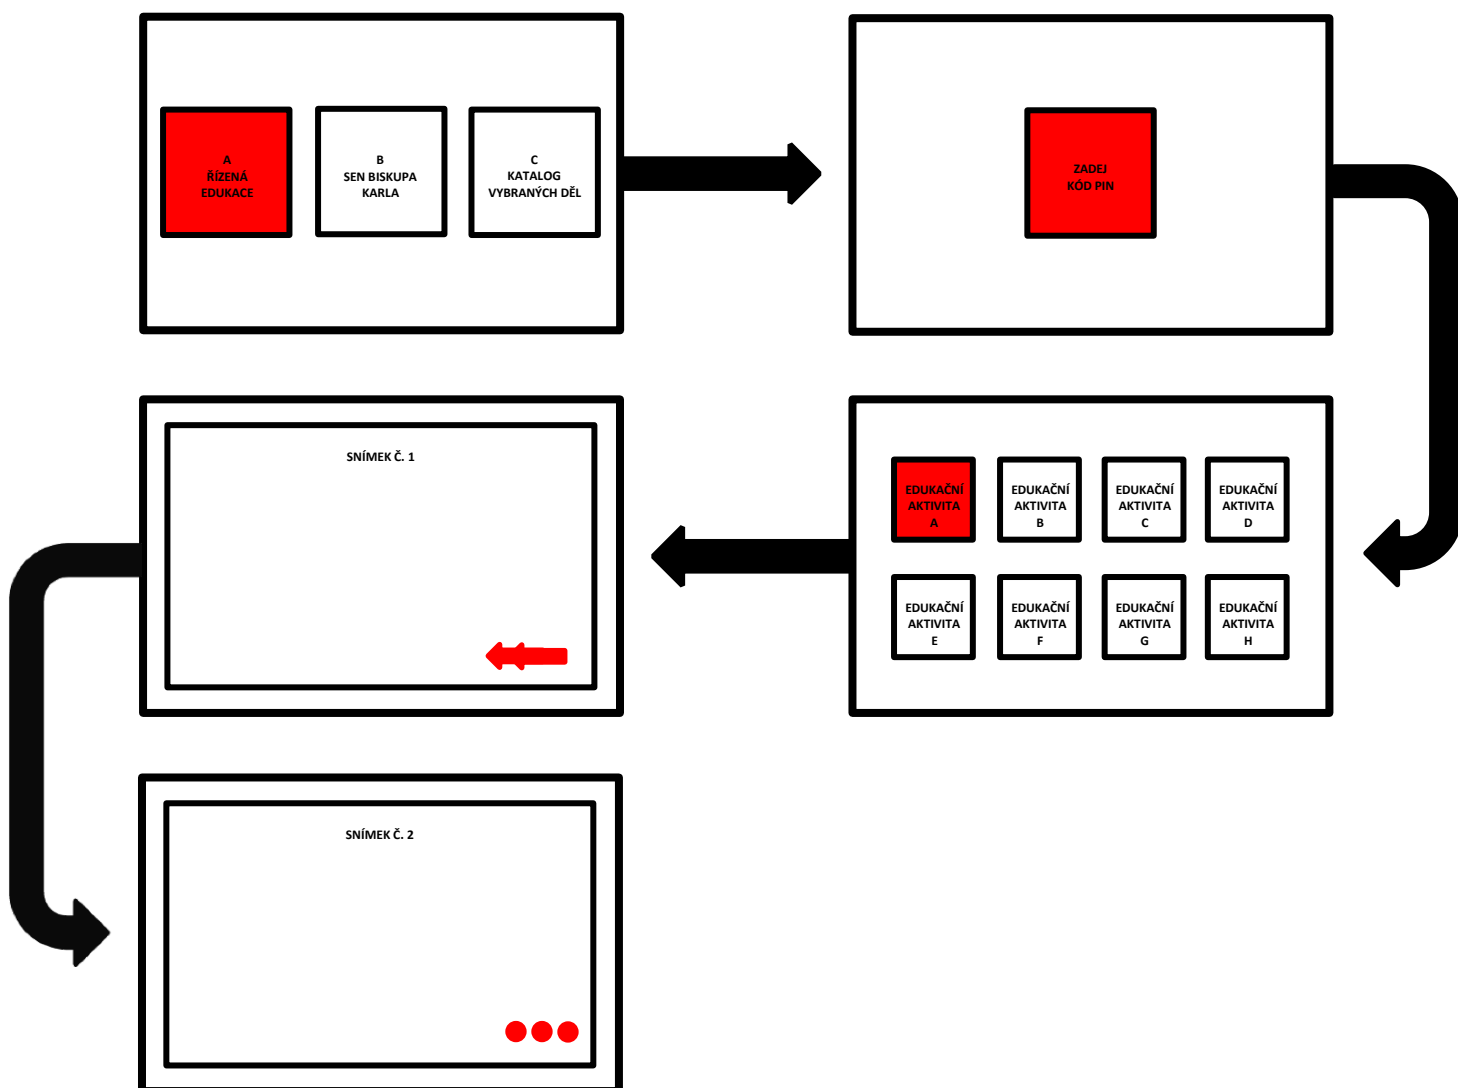 A
ŘÍZENÁ
EDUKACE
B
SEN BISKUPA
KARLA
C
KATALOG
VYBRANÝCH DĚL
ZADEJ
KÓD PIN
EDUKAČNÍ
AKTIVITA
A
EDUKAČNÍ
AKTIVITA
B
EDUKAČNÍ
AKTIVITA
C
EDUKAČNÍ
AKTIVITA
D
EDUKAČNÍ
AKTIVITA
E
EDUKAČNÍ
AKTIVITA
F
EDUKAČNÍ
AKTIVITA
G
EDUKAČNÍ
AKTIVITA
H
SNÍMEK Č. 1
SNÍMEK Č. 2